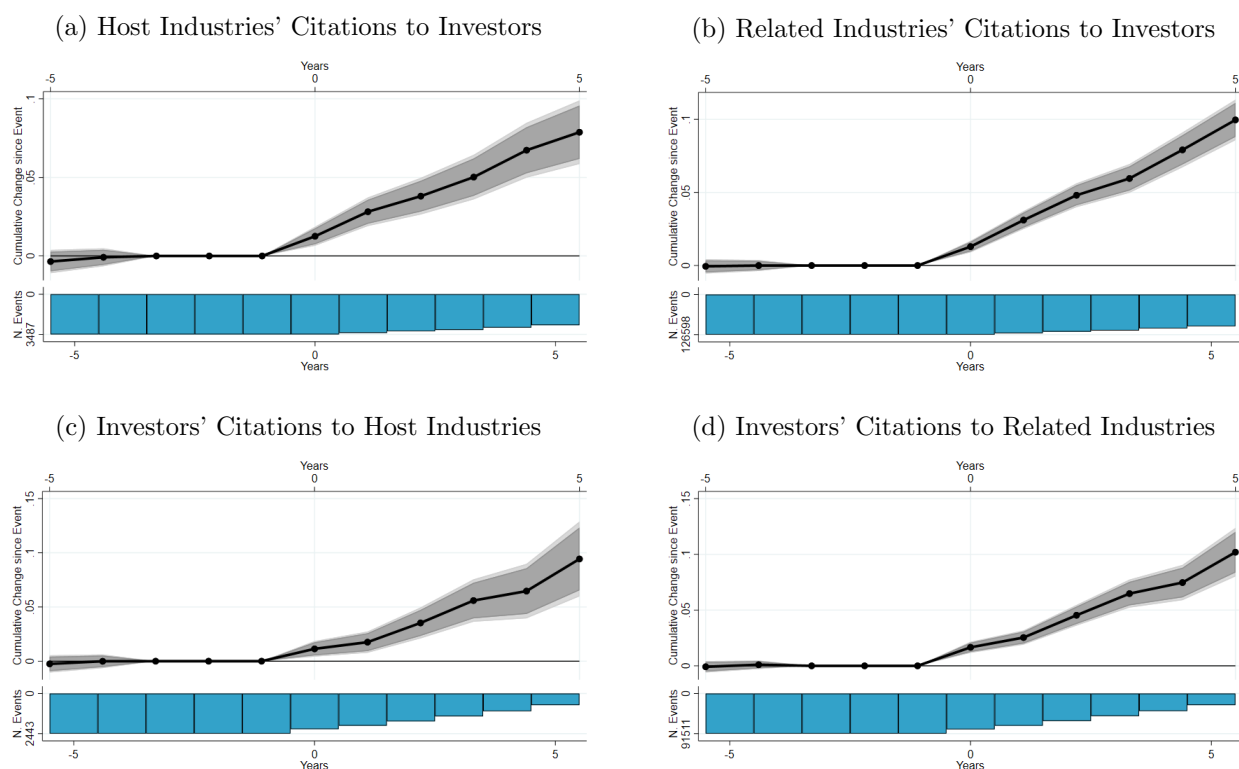 (a) Host Industries' Citations to Investors
Years
-5 0 5
Cumulative Change since Event
0 .05 .1
N. Events
0
3487
-5 0 5
Years
(b) Related Industries' Citations to Investors
Years
-5 0 5
Cumulative Change since Event
0 .05 .1
N. Events
0
126598
-5 0 5
Years
(c) Investors' Citations to Host Industries
Years
-5 0 5
Cumulative Change since Event
0 .05 .1 .15
N. Events
0
2443
-5 0 5
Years
(d) Investors' Citations to Related Industries
Years
-5 0 5
Cumulative Change since Event
0 .05 .1 .15
N. Events
0
91511
-5 0 5
Years